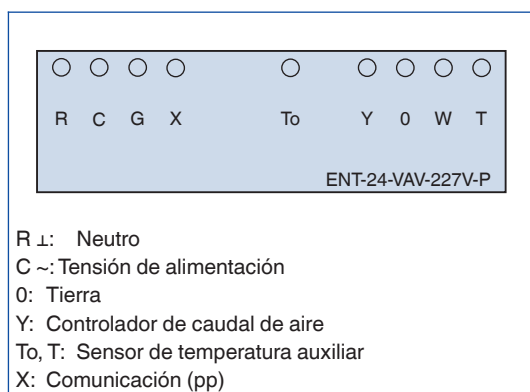 R C G X To Y 0 W T
ENT-24-VAV-227V-P
R ⊥: Neutro
C ~: Tensión de alimentación
0: Tierra
Y: Controlador de caudal de aire
To, T: Sensor de temperatura auxiliar
X: Comunicación (pp)